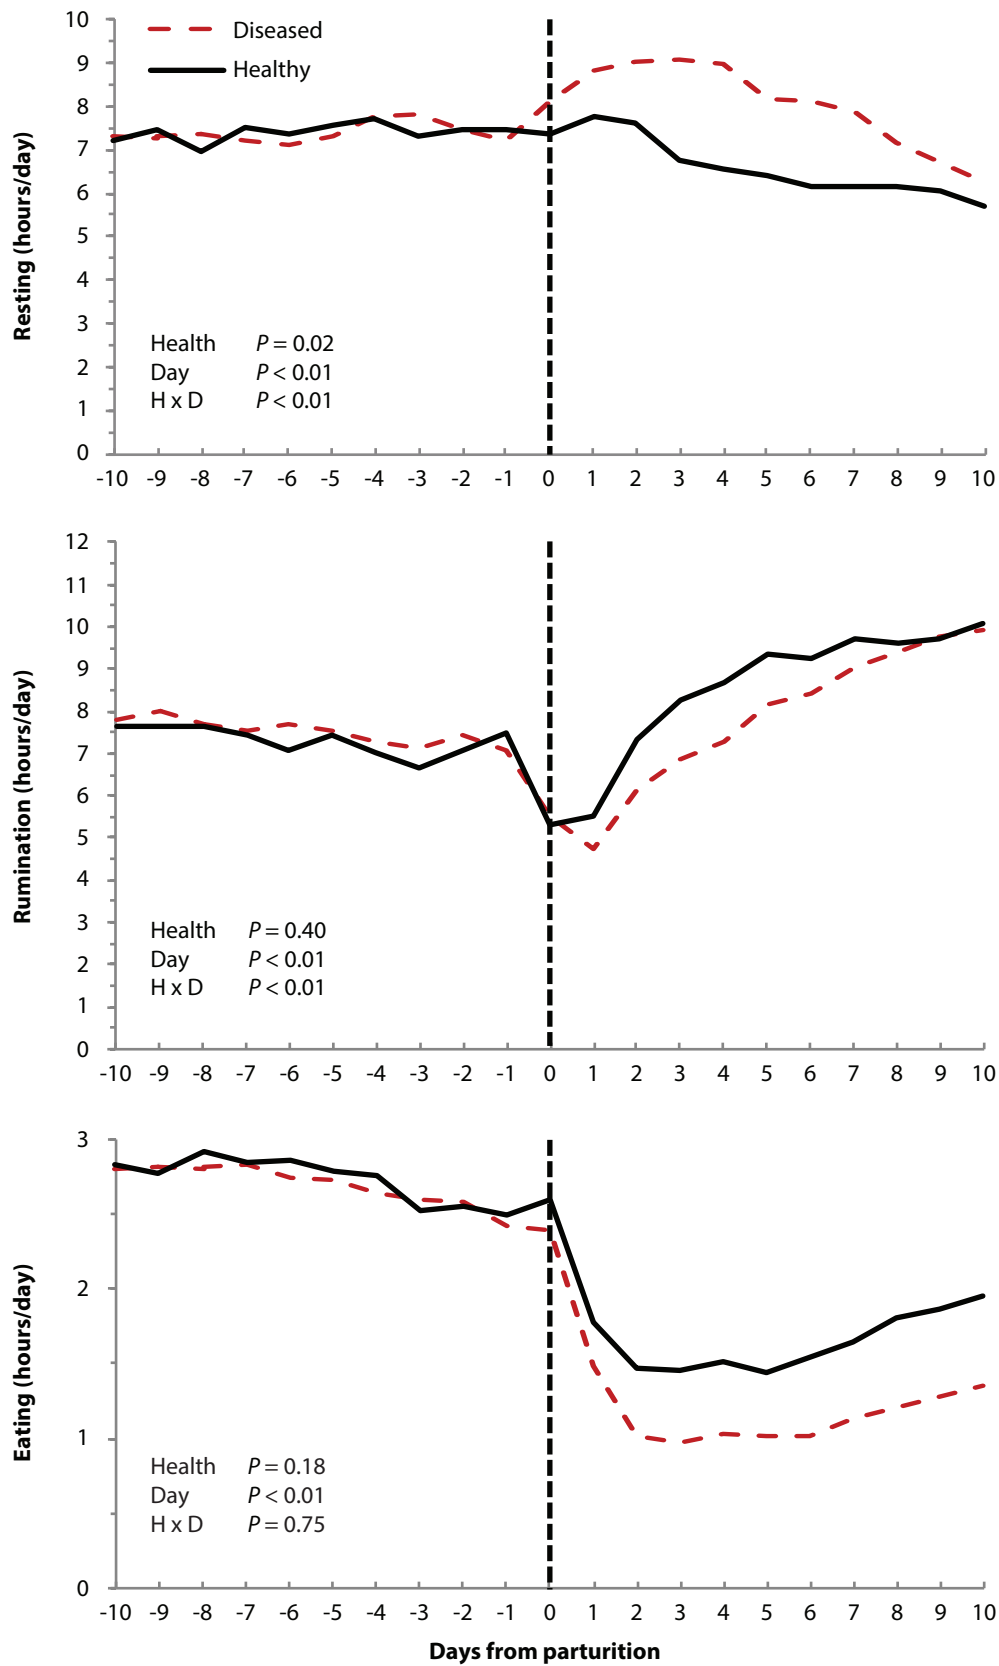 Diseased
Healthy
Resting (hours/day)
10
9
8
7
6
5
4
3
2
1
0
Health P = 0.02
Day P < 0.01
H x D P < 0.01
-10 -9 -8 -7 -6 -5 -4 -3 -2 -1 0 1 2 3 4 5 6 7 8 9 10
Rumination (hours/day)
12
11
10
9
8
7
6
5
4
3
2
1
0
Health P = 0.40
Day P < 0.01
H x D P < 0.01
-10 -9 -8 -7 -6 -5 -4 -3 -2 -1 0 1 2 3 4 5 6 7 8 9 10
Eating (hours/day)
3
2
1
0
Health P = 0.18
Day P < 0.01
H x D P = 0.75
-10 -9 -8 -7 -6 -5 -4 -3 -2 -1 0 1 2 3 4 5 6 7 8 9 10
Days from parturition